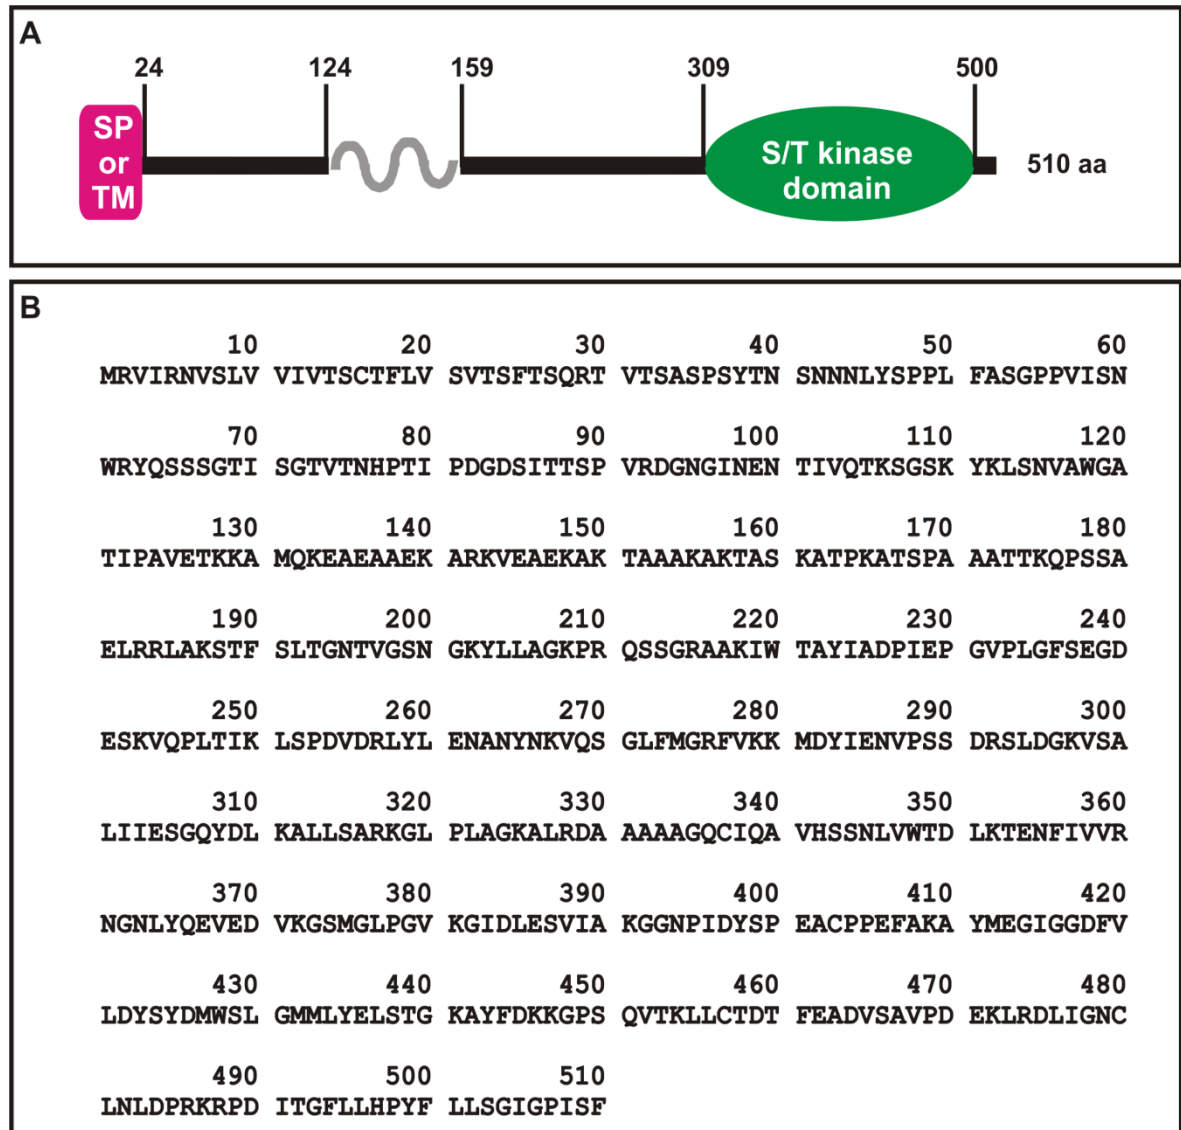 A
24 124 159 309 500
SP
or
TM
S/T kinase
domain
510 aa
B
10 20 30 40 50 60
MRVIRNVSLV VIVTSCTFLV SVTSFTSQRT VTSASPSYTN SNNNLYSPPL FASGPPVISN
70 80 90 100 110 120
WRYQSSSGTI SGTVTNHPTI PDGDSITTSP VRDGNGINEN TIVQTKSGSK YKLSNVAWGA
130 140 150 160 170 180
TIPAVETKKA MQKEAEAAEK ARKVEAEKAK TAAAKAKTAS KATPKATSPA AATTKQPSSA
190 200 210 220 230 240
ELRRLAKSTF SLTGNTVGSN GKYLLAGKPR QSSGRAAKIW TAYIADPIEP GVPLGFSEGD
250 260 270 280 290 300
ESKVQPLTIK LSPDVDRLYL ENANYNKVQS GLFMGRFVKK MDYIENVPSS DRSLDGKVSA
310 320 330 340 350 360
LIIESGQYDL KALLSARKGL PLAGKALRDA AAAAGQCIQA VHSSNLVWTD LKTENFIVVR
370 380 390 400 410 420
NGNLYQEVED VKGSMGLPGV KGIDLESVIA KGGNPIDYSP EACPPEFAKA YMEGIGGDFV
430 440 450 460 470 480
LDYSYDMWSL GMMLYELSTG KAYFDKKGPS QVTKLLCTDT FEADVSAVPD EKLRDLIGNC
490 500 510
LNLDPRKRPD ITGFLLHPYF LLSGIGPISF